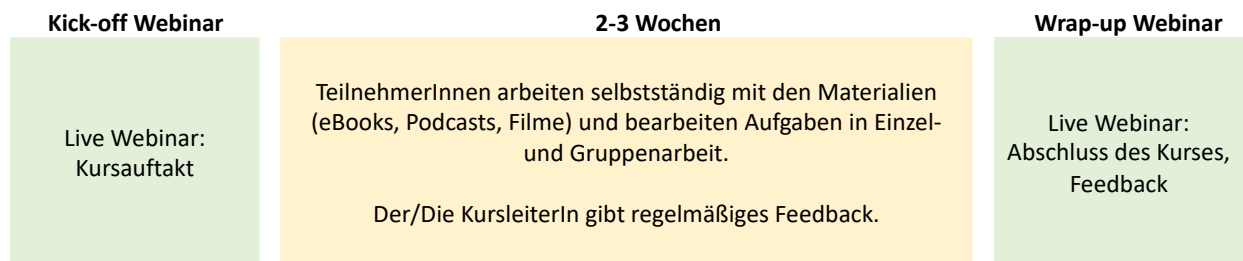 Kick-off Webinar
Live Webinar:
Kursauftakt
2-3 Wochen
TeilnehmerInnen arbeiten selbstständig mit den Materialien
(eBooks, Podcasts, Filme) und bearbeiten Aufgaben in Einzel-
und Gruppenarbeit.
Der/Die KursleiterIn gibt regelmäßiges Feedback.
Wrap-up Webinar
Live Webinar:
Abschluss des Kurses,
Feedback